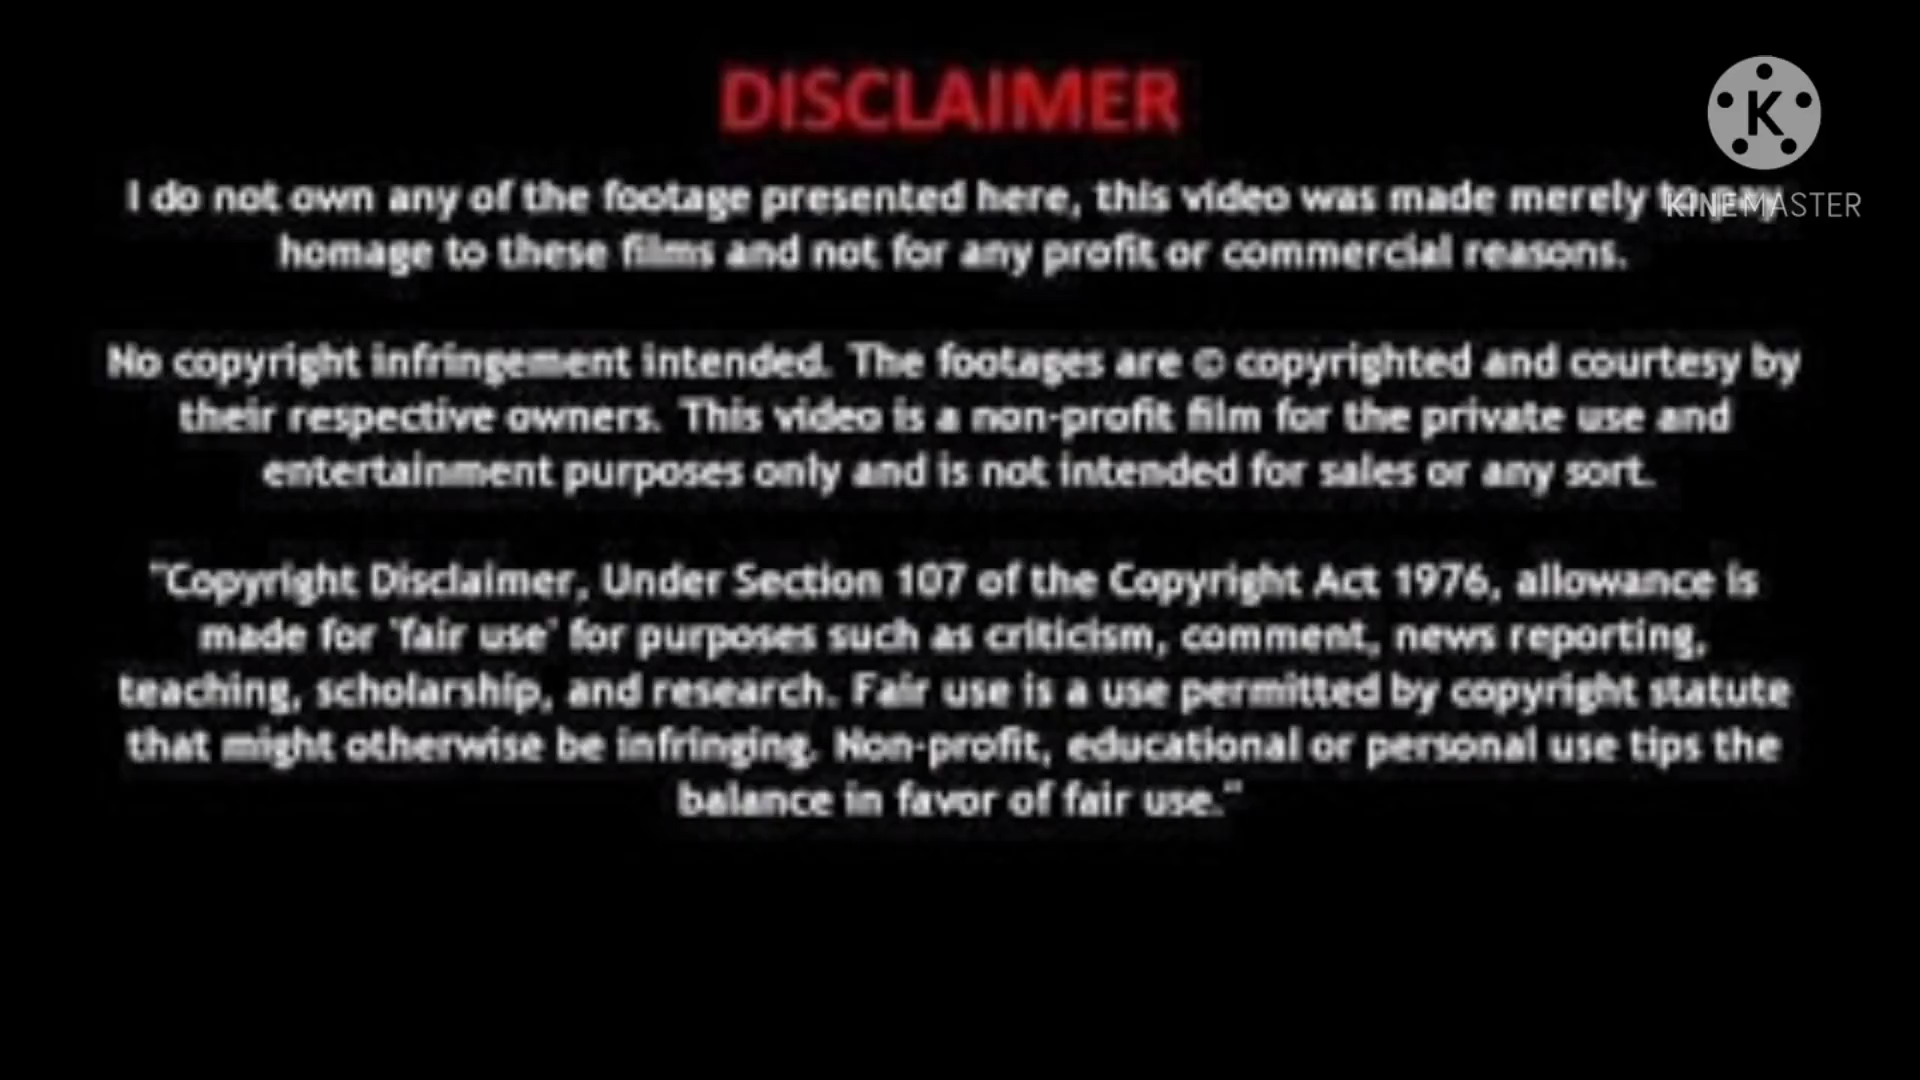 DISCLAIMER
I do not own any of the footage presented here, this video was made merely to pay
homage to these films and not for any profit or commercial reasons.
No copyright infringement intended. The footages are © copyrighted and courtesy by
their respective owners. This video is a non-profit film for the private use and
entertainment purposes only and is not intended for sales or any sort.
"Copyright Disclaimer, Under Section 107 of the Copyright Act 1976, allowance is
made for 'fair use' for purposes such as criticism, comment, news reporting,
teaching, scholarship, and research. Fair use is a use permitted by copyright statute
that might otherwise be infringing. Non-profit, educational or personal use tips the
balance in favor of fair use."
K
KINEMASTER